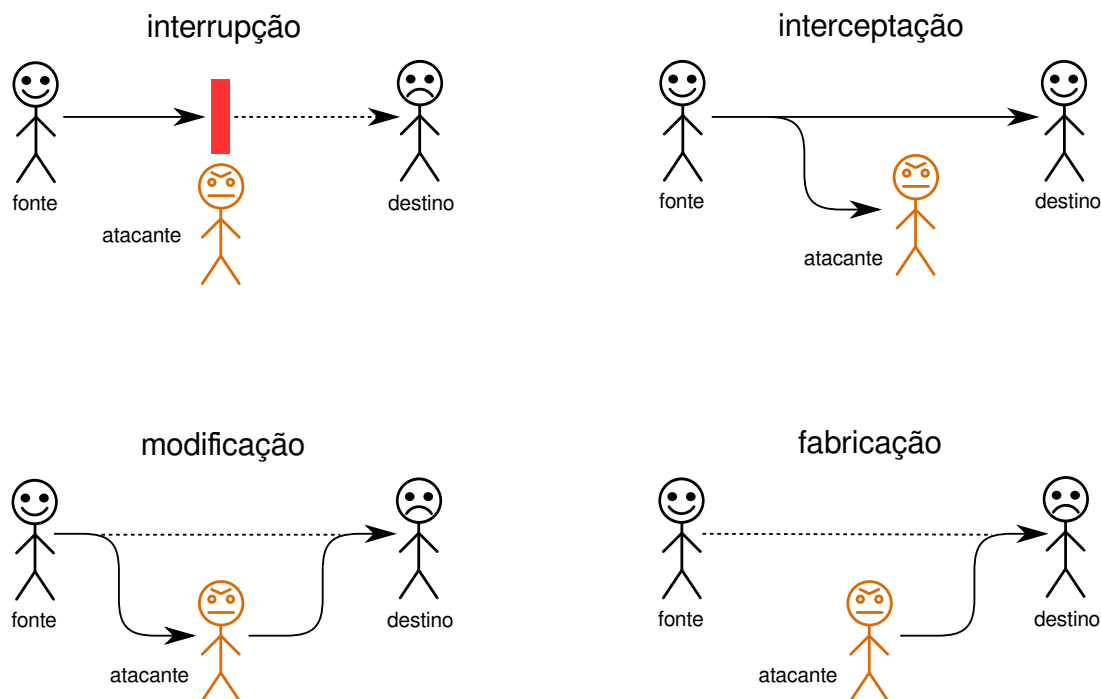 interrupção
fonte
destino
atacante
interceptação
fonte
destino
atacante
modificação
fonte
destino
atacante
fabricação
fonte
destino
atacante